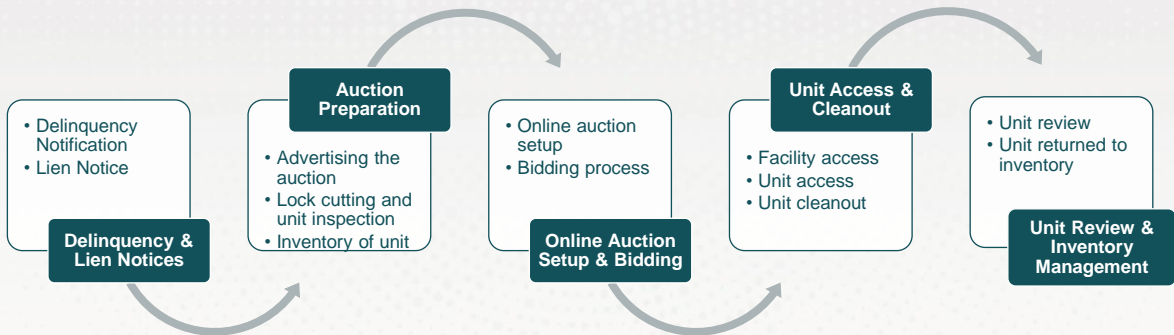 • Delinquency
Notification
• Lien Notice
Delinquency &
Lien Notices
Auction
Preparation
• Advertising the
auction
• Lock cutting and
unit inspection
• Inventory of unit
• Online auction
setup
• Bidding process
Online Auction
Setup & Bidding
Unit Access &
Cleanout
• Facility access
• Unit access
• Unit cleanout
• Unit review
• Unit returned to
inventory
Unit Review &
Inventory
Management